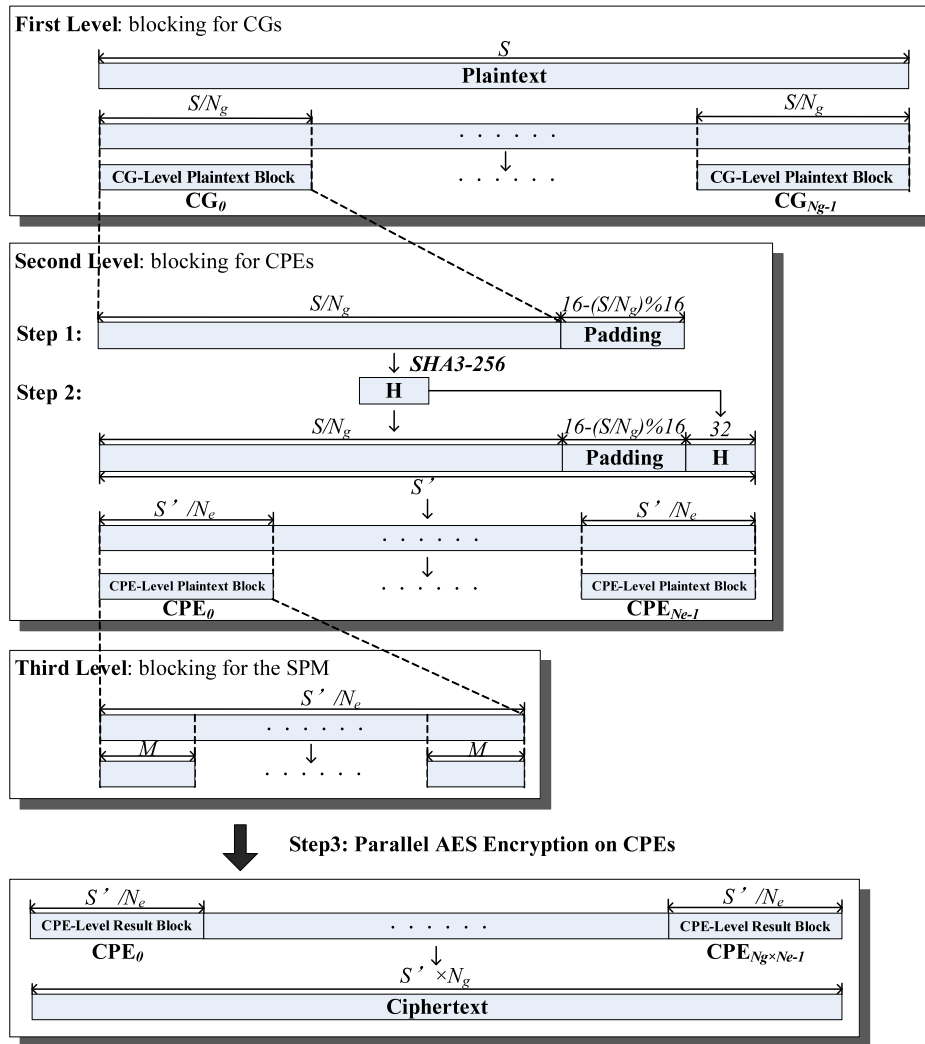 First Level: blocking for CGs
S
Plaintext
S/Ng S/Ng
. . . . . .
CG-Level Plaintext Block . . . . . . CG-Level Plaintext Block
CG0 CGNg-1
Second Level: blocking for CPEs
S/Ng 16-(S/Ng)%16
Step 1: Padding
SHA3-256
Step 2: H
S/Ng 16-(S/Ng)%16 32
Padding H
S’
S’/Ne S’/Ne
. . . . . .
CPE-Level Plaintext Block . . . . . . CPE-Level Plaintext Block
CPE0 CPENe-1
Third Level: blocking for the SPM
S’/Ne
. . . . . .
M M
. . . . . .
Step3: Parallel AES Encryption on CPEs
S’/Ne S’/Ne
CPE-Level Result Block . . . . . . CPE-Level Result Block
CPE0 CPENg×Ne-1
S’×Ng
Ciphertext